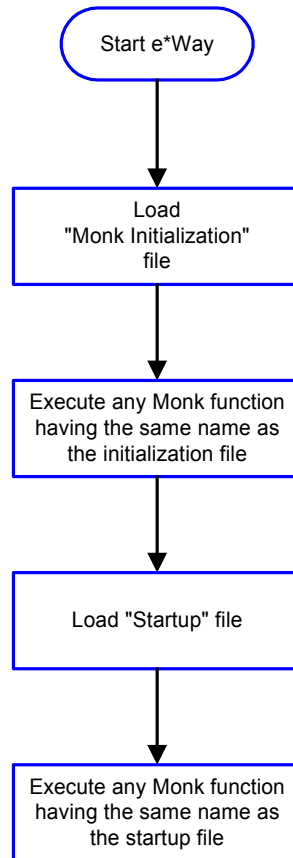 Start e*Way
Load
"Monk Initialization"
file
Execute any Monk function
having the same name as
the initialization file
Load "Startup" file
Execute any Monk function
having the same name as
the startup file